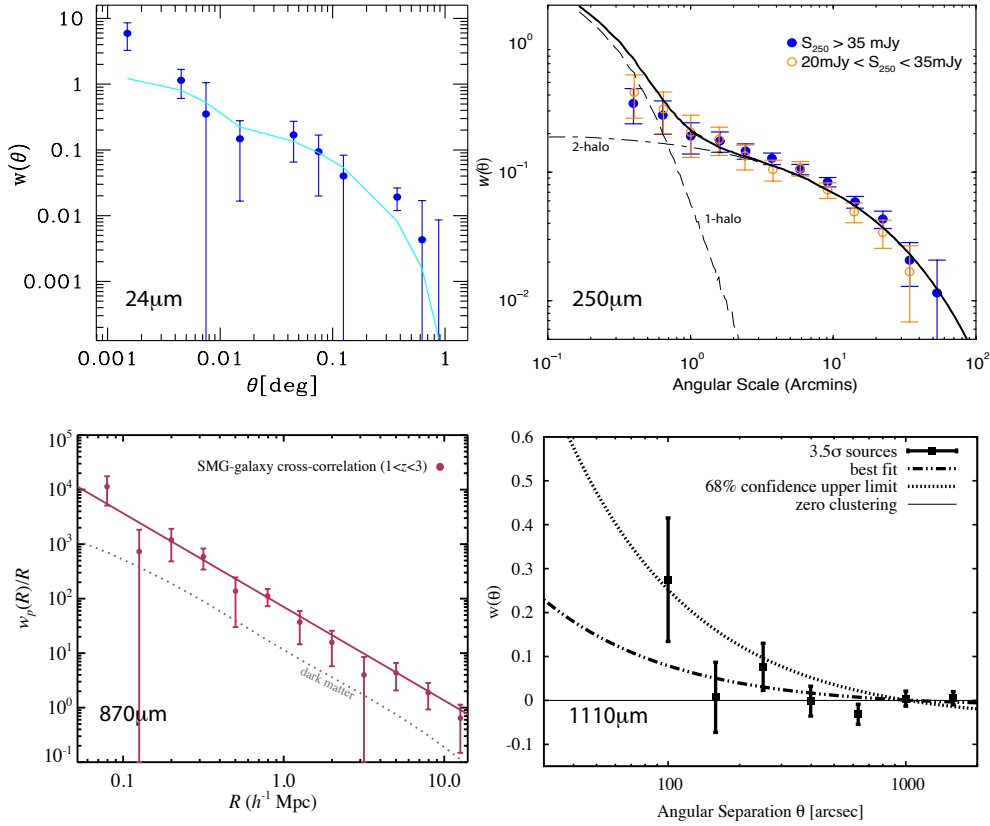 10
1
0.1
0.01
0.001
w(θ)
24μm
0.001
0.01
0.1
1
θ[deg]
10⁰
10⁻¹
10⁻²
w(θ)
S₂₅₀ > 35 mJy
20mJy < S₂₅₀ < 35mJy
2-halo
1-halo
250μm
10⁻¹
10⁰
10¹
10²
Angular Scale (Arcmins)
10⁵
10⁴
10³
10²
10¹
10⁰
10⁻¹
wₚ(R)/R
SMG-galaxy cross-correlation (1<z<3)
dark matter
870μm
0.1
1.0
10.0
R (h⁻¹ Mpc)
0.6
0.5
0.4
0.3
0.2
0.1
0
-0.1
w(θ)
3.5σ sources
best fit
68% confidence upper limit
zero clustering
1110μm
100
1000
Angular Separation θ [arcsec]